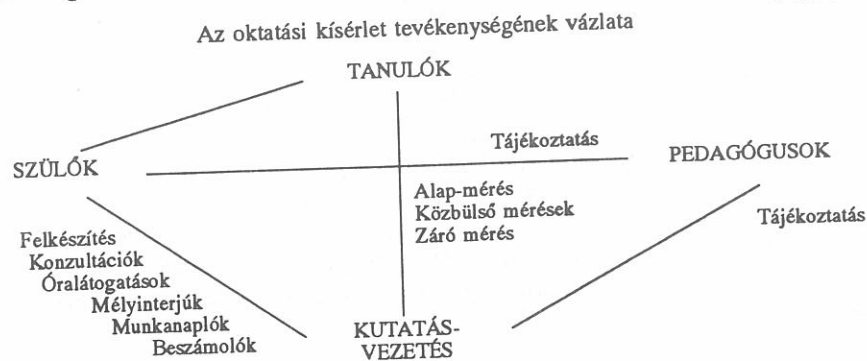 Az oktatási kísérlet tevékenységének vázlata
TANULÓK
Tájékoztatás
SZÜLŐK
PEDAGÓGUSOK
Alap-mérés
Közbülső mérések
Záró mérés
Tájékoztatás
Felkészítés
Konzultációk
Óralátogatások
Mélyinterjúk
Munkanaplók
Beszámolók
KUTATÁS-
VEZETÉS